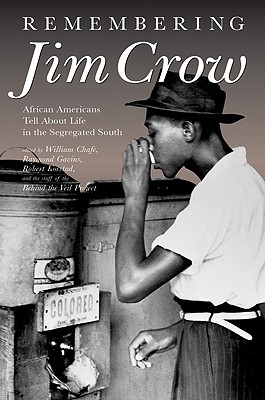 REMEMBERING
Jim Crow
African Americans
Tell About Life
in the Segregated South
edited by William Chafe,
Raymond Gavins,
Robert Korstad,
and the staff of the
Behind the Veil Project
COLORED